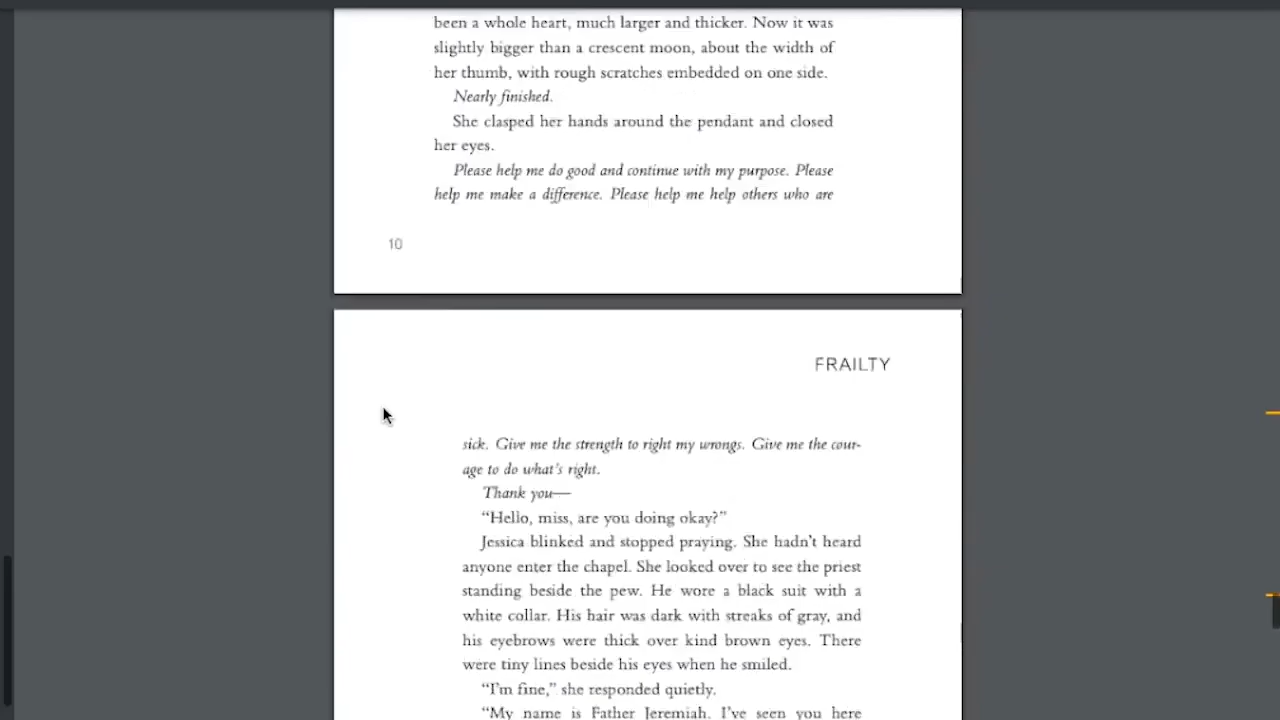 been a whole heart, much larger and thicker. Now it was
slightly bigger than a crescent moon, about the width of
her thumb, with rough scratches embedded on one side.
Nearly finished.
She clasped her hands around the pendant and closed
her eyes.
Please help me do good and continue with my purpose. Please
help me make a difference. Please help me help others who are
10
FRAILTY
sick. Give me the strength to right my wrongs. Give me the cour-
age to do what's right.
Thank you—
“Hello, miss, are you doing okay?”
Jessica blinked and stopped praying. She hadn't heard
anyone enter the chapel. She looked over to see the priest
standing beside the pew. He wore a black suit with a
white collar. His hair was dark with streaks of gray, and
his eyebrows were thick over kind brown eyes. There
were tiny lines beside his eyes when he smiled.
“I'm fine,” she responded quietly.
“My name is Father Jeremiah. I've seen you here